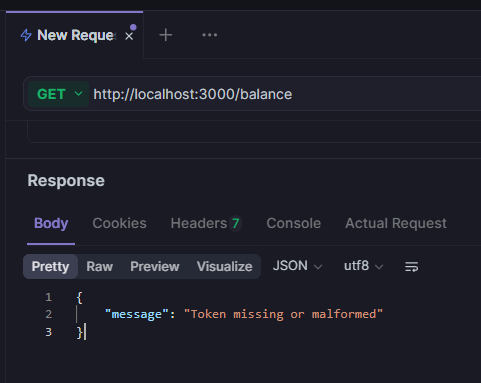 New Reque
GET http://localhost:3000/balance
Response
Body Cookies Headers 7 Console Actual Request
Pretty Raw Preview Visualize JSON utf8
1 {
2 "message": "Token missing or malformed"
3 }